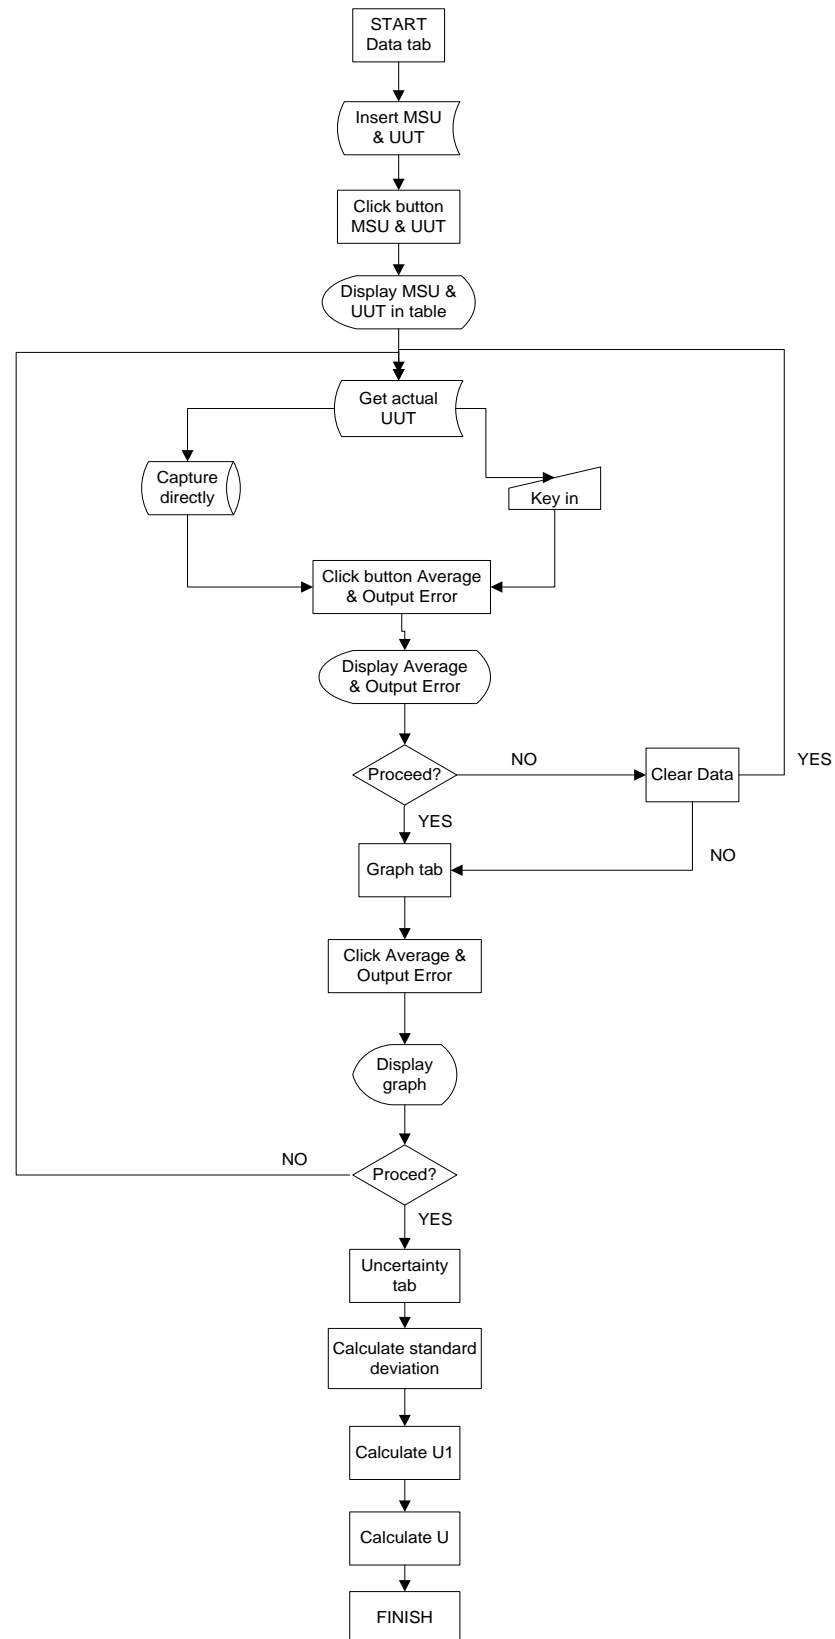 START
Data tab
Insert MSU
& UUT
Click button
MSU & UUT
Display MSU &
UUT in table
Get actual
UUT
Capture
directly
Key in
Click button Average
& Output Error
Display Average
& Output Error
Proceed?
NO
Clear Data
YES
YES
NO
Graph tab
Click Average &
Output Error
Display
graph
NO
Proced?
YES
Uncertainty
tab
Calculate standard
deviation
Calculate U1
Calculate U
FINISH